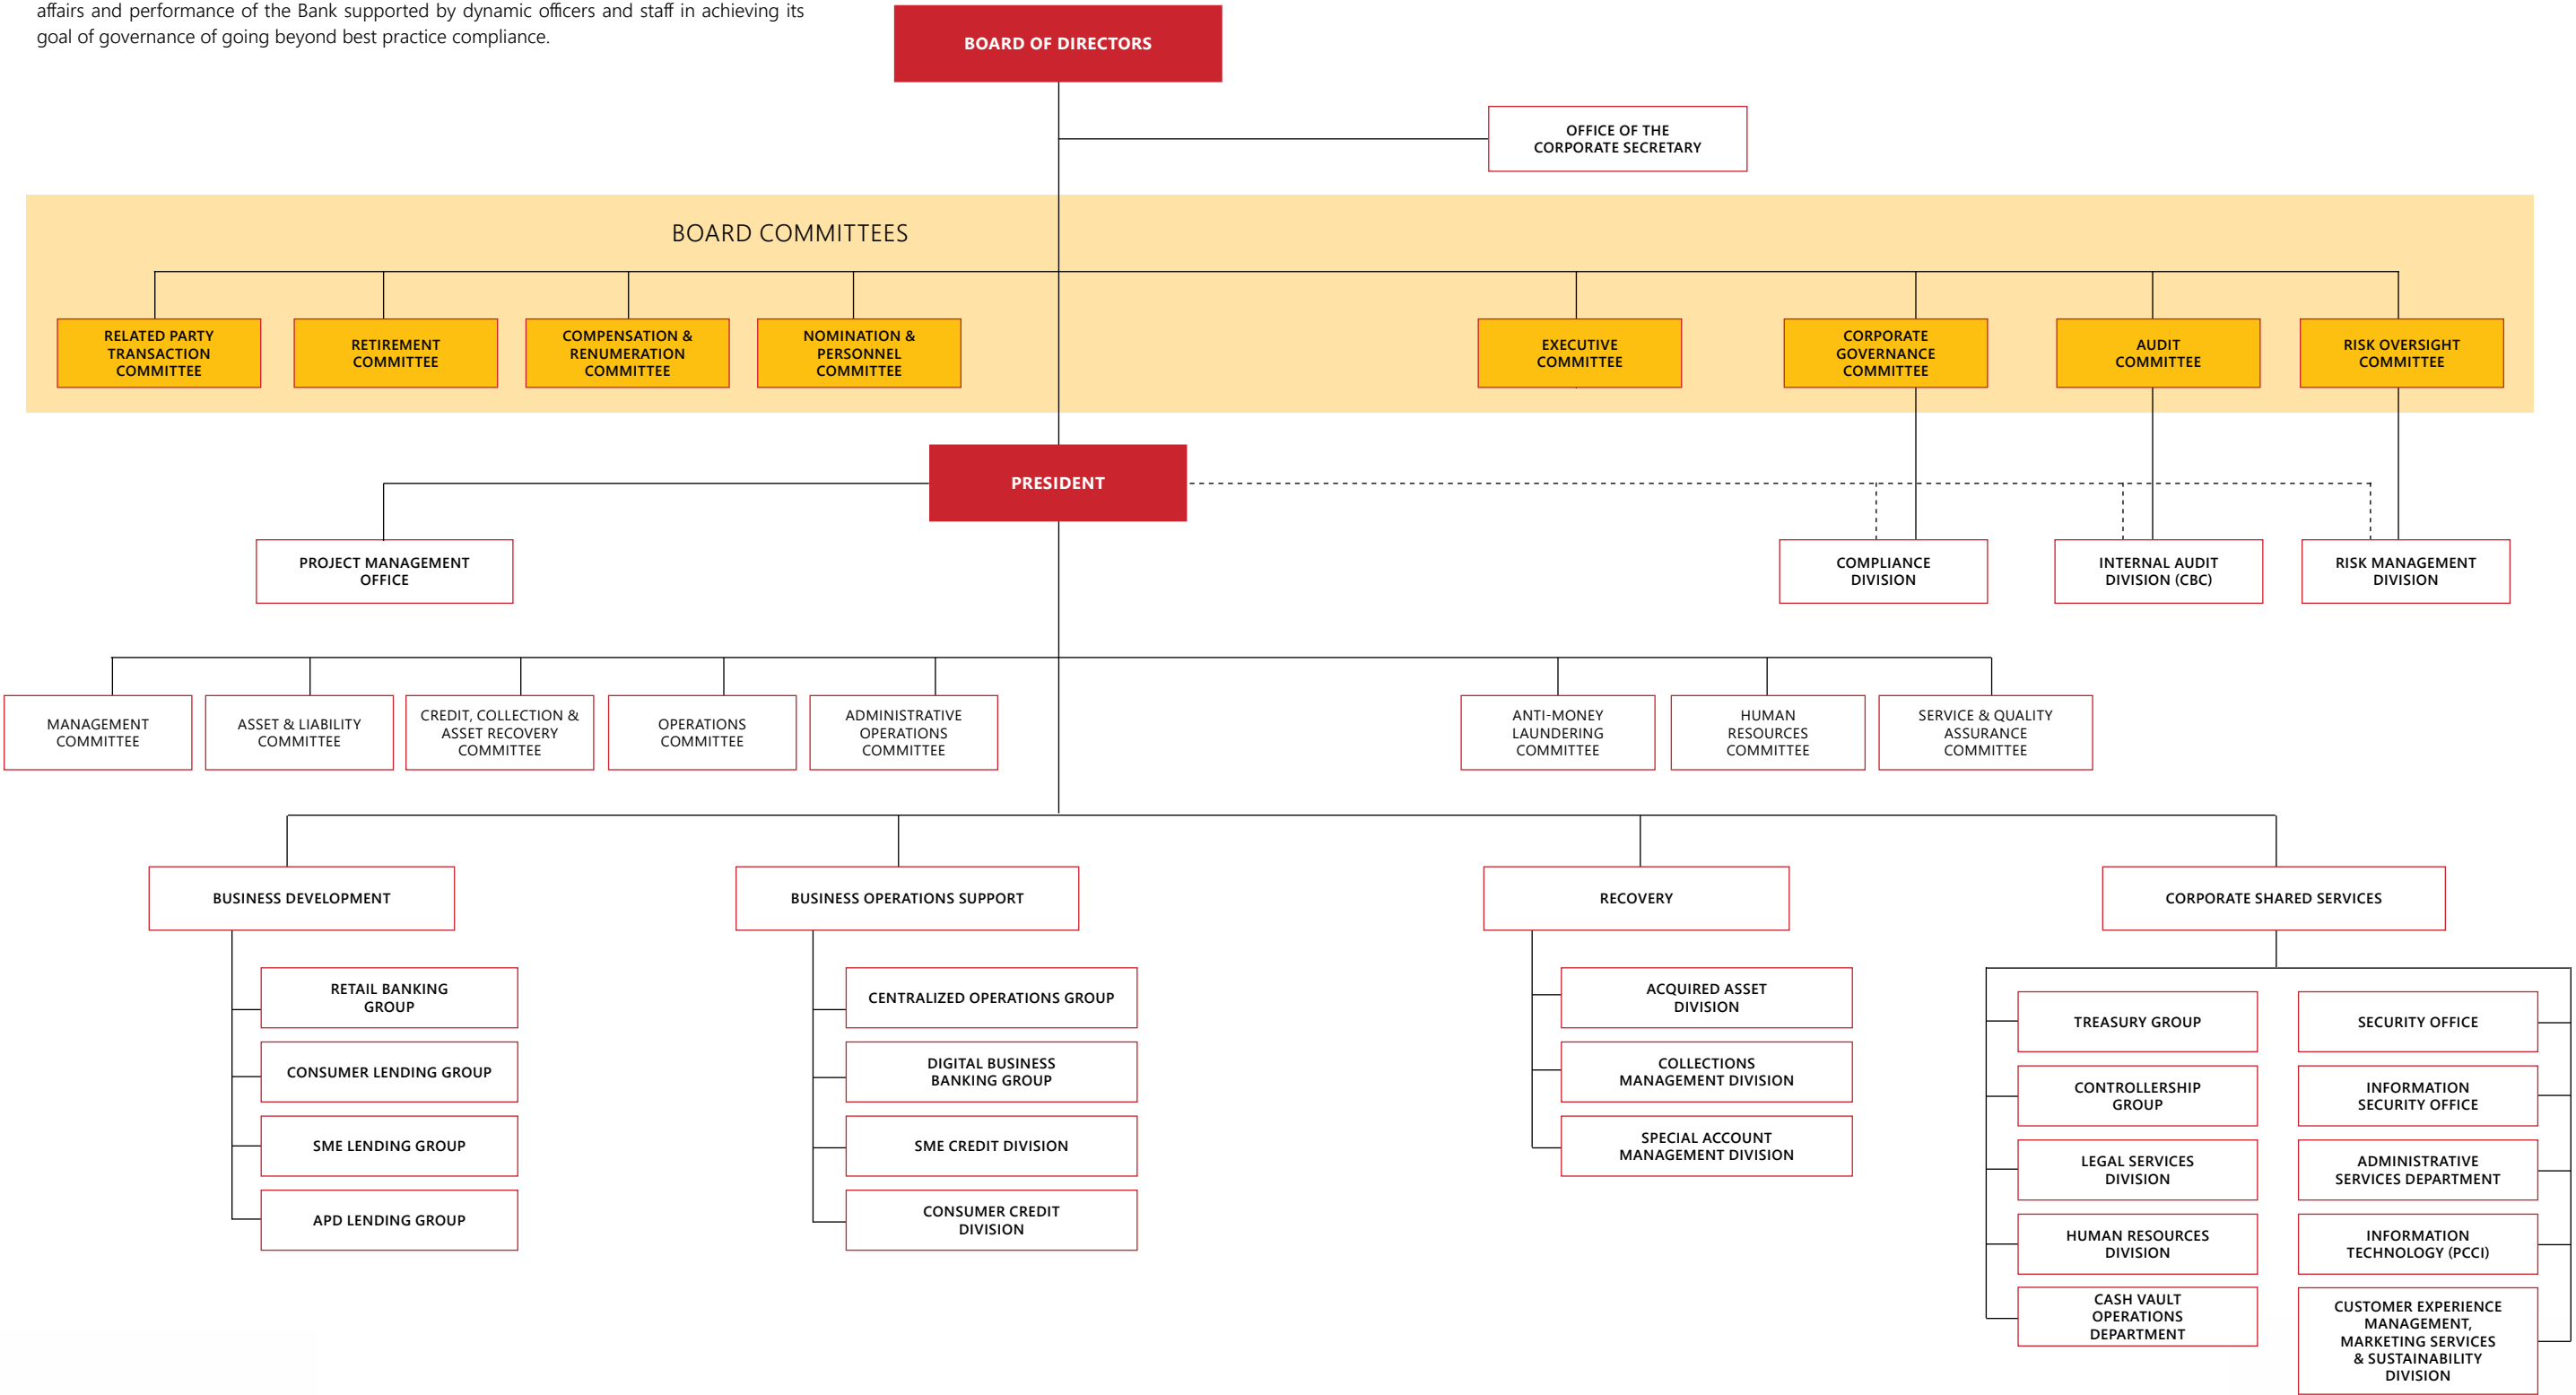 affairs and performance of the Bank supported by dynamic officers and staff in achieving its
goal of governance of going beyond best practice compliance.
BOARD OF DIRECTORS
OFFICE OF THE
CORPORATE SECRETARY
BOARD COMMITTEES
RELATED PARTY
TRANSACTION
COMMITTEE
RETIREMENT
COMMITTEE
COMPENSATION &
RENUMERATION
COMMITTEE
NOMINATION &
PERSONNEL
COMMITTEE
EXECUTIVE
COMMITTEE
CORPORATE
GOVERNANCE
COMMITTEE
AUDIT
COMMITTEE
RISK OVERSIGHT
COMMITTEE
PRESIDENT
PROJECT MANAGEMENT
OFFICE
COMPLIANCE
DIVISION
INTERNAL AUDIT
DIVISION (CBC)
RISK MANAGEMENT
DIVISION
MANAGEMENT
COMMITTEE
ASSET & LIABILITY
COMMITTEE
CREDIT, COLLECTION &
ASSET RECOVERY
COMMITTEE
OPERATIONS
COMMITTEE
ADMINISTRATIVE
OPERATIONS
COMMITTEE
ANTI-MONEY
LAUNDERING
COMMITTEE
HUMAN
RESOURCES
COMMITTEE
SERVICE & QUALITY
ASSURANCE
COMMITTEE
BUSINESS DEVELOPMENT
RETAIL BANKING
GROUP
CONSUMER LENDING GROUP
SME LENDING GROUP
APD LENDING GROUP
BUSINESS OPERATIONS SUPPORT
CENTRALIZED OPERATIONS GROUP
DIGITAL BUSINESS
BANKING GROUP
SME CREDIT DIVISION
CONSUMER CREDIT
DIVISION
RECOVERY
ACQUIRED ASSET
DIVISION
COLLECTIONS
MANAGEMENT DIVISION
SPECIAL ACCOUNT
MANAGEMENT DIVISION
CORPORATE SHARED SERVICES
TREASURY GROUP
CONTROLLERSHIP
GROUP
LEGAL SERVICES
DIVISION
HUMAN RESOURCES
DIVISION
CASH VAULT
OPERATIONS
DEPARTMENT
SECURITY OFFICE
INFORMATION
SECURITY OFFICE
ADMINISTRATIVE
SERVICES DEPARTMENT
INFORMATION
TECHNOLOGY (PCCI)
CUSTOMER EXPERIENCE
MANAGEMENT,
MARKETING SERVICES
& SUSTAINABILITY
DIVISION